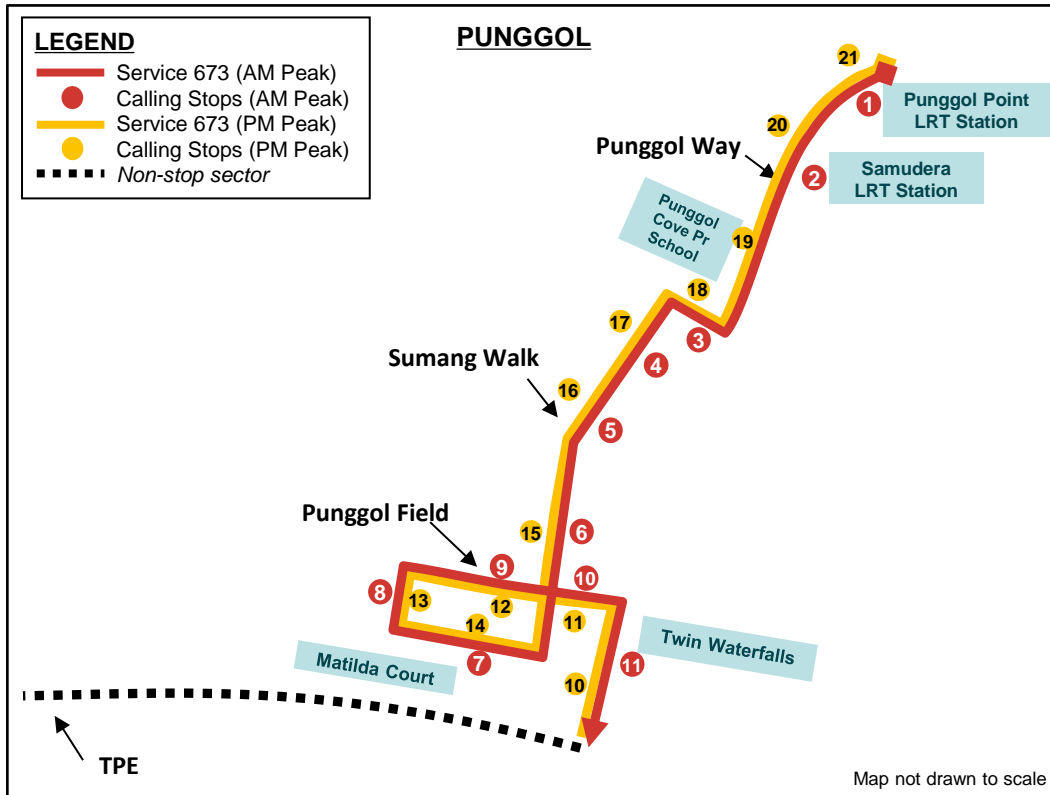 LEGEND
Service 673 (AM Peak)
Calling Stops (AM Peak)
Service 673 (PM Peak)
Calling Stops (PM Peak)
Non-stop sector
PUNGGOL
21
1
Punggol Point
LRT Station
20
Punggol Way
2
Samudera
LRT Station
Punggol
Cove Pr
School
19
18
17
3
4
Sumang Walk
16
5
Punggol Field
15
6
9
10
8
13
12
11
14
7
Twin Waterfalls
11
Matilda Court
10
TPE
Map not drawn to scale